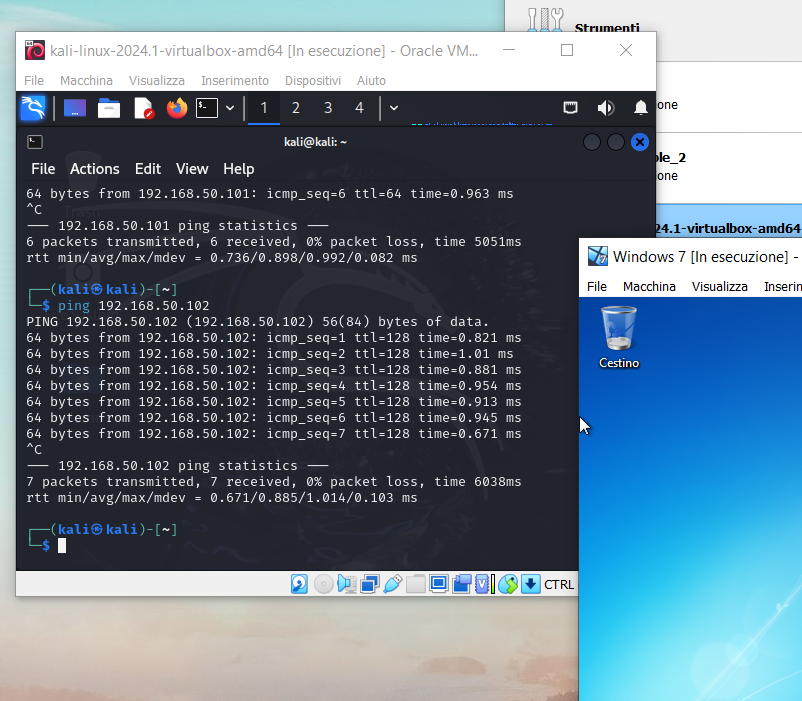 Strumenti
kali-linux-2024.1-virtualbox-amd64 [In esecuzione] - Oracle VM...
File Macchina Visualizza Inserimento Dispositivi Aiuto
1 2 3 4
one
kali@kali: ~
le_2
one
File Actions Edit View Help
64 bytes from 192.168.50.101: icmp_seq=6 ttl=64 time=0.963 ms
^C
— 192.168.50.101 ping statistics —
6 packets transmitted, 6 received, 0% packet loss, time 5051ms
rtt min/avg/max/mdev = 0.736/0.898/0.992/0.082 ms
24.1-virtualbox-amd64
Windows 7 [In esecuzione] -
File Macchina Visualizza Inserim
Cestino
┌──(kali㉿kali)-[~]
└─$ ping 192.168.50.102
PING 192.168.50.102 (192.168.50.102) 56(84) bytes of data.
64 bytes from 192.168.50.102: icmp_seq=1 ttl=128 time=0.821 ms
64 bytes from 192.168.50.102: icmp_seq=2 ttl=128 time=1.01 ms
64 bytes from 192.168.50.102: icmp_seq=3 ttl=128 time=0.881 ms
64 bytes from 192.168.50.102: icmp_seq=4 ttl=128 time=0.954 ms
64 bytes from 192.168.50.102: icmp_seq=5 ttl=128 time=0.913 ms
64 bytes from 192.168.50.102: icmp_seq=6 ttl=128 time=0.945 ms
64 bytes from 192.168.50.102: icmp_seq=7 ttl=128 time=0.671 ms
^C
— 192.168.50.102 ping statistics —
7 packets transmitted, 7 received, 0% packet loss, time 6038ms
rtt min/avg/max/mdev = 0.671/0.885/1.014/0.103 ms
┌──(kali㉿kali)-[~]
└─$
CTRL